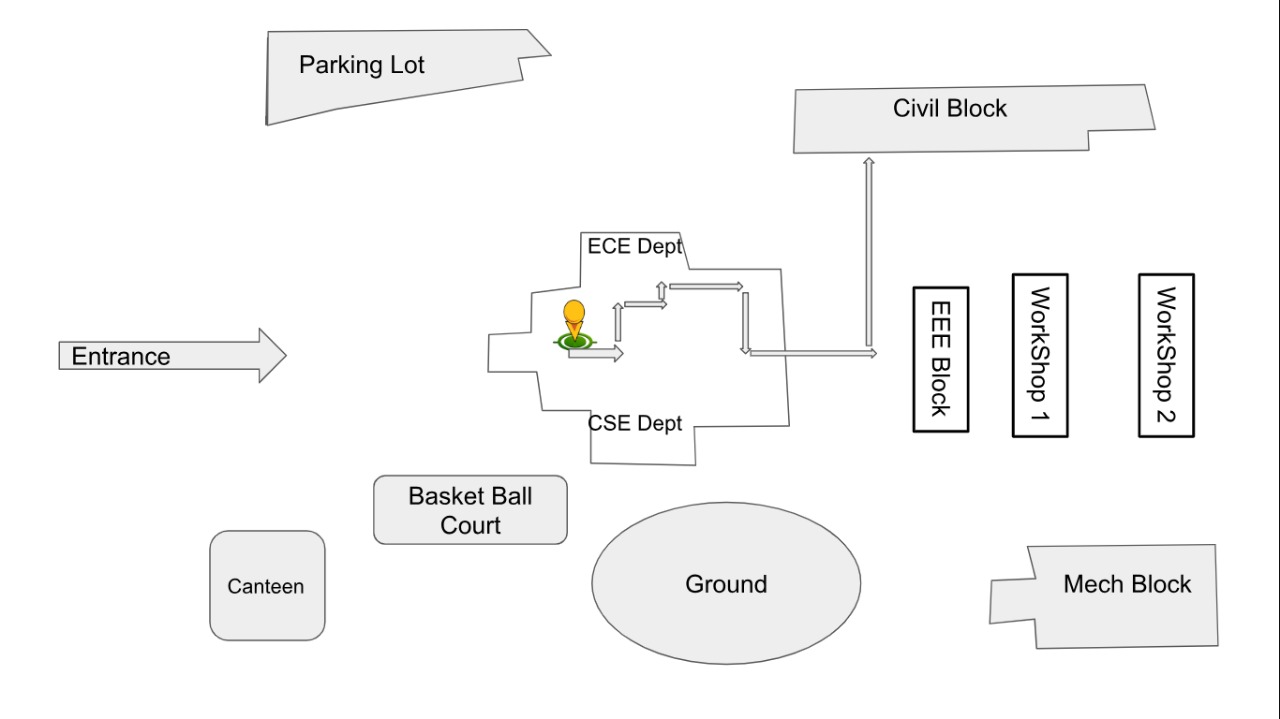 Parking Lot
Civil Block
ECE Dept
Entrance
EEE Block
WorkShop 1
WorkShop 2
CSE Dept
Basket Ball
Court
Canteen
Ground
Mech Block